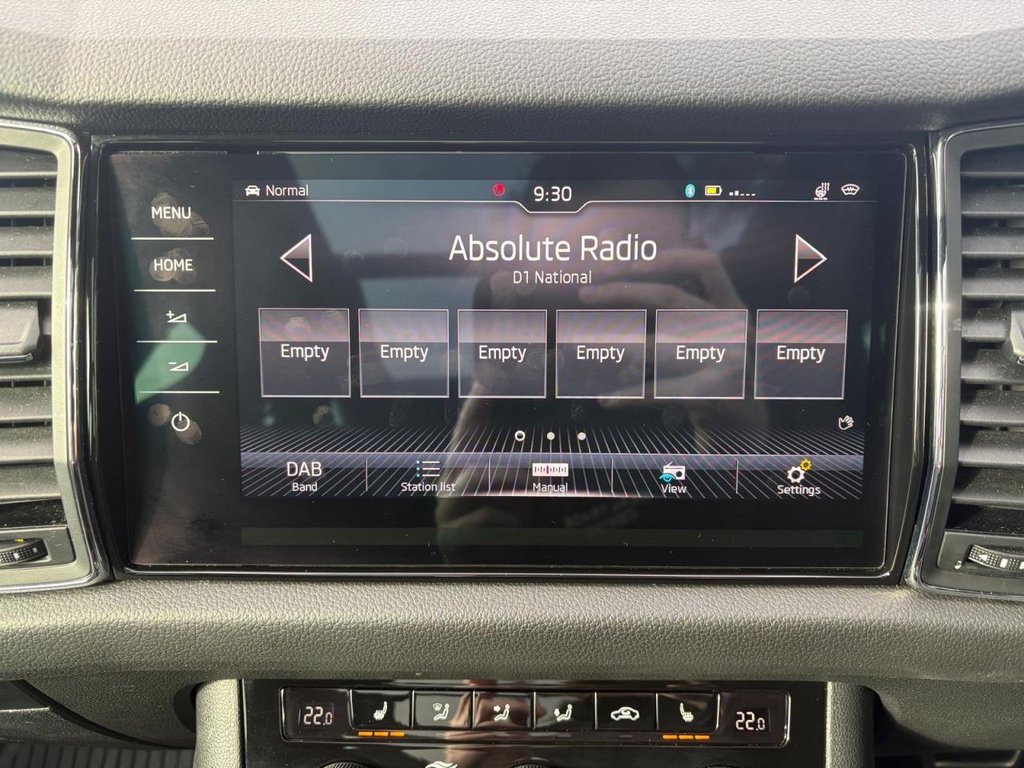 Normal
9:30
MENU
HOME
Absolute Radio
D1 National
Empty Empty Empty Empty Empty Empty
DAB
Band Station list Manual View Settings
22.0 22.0